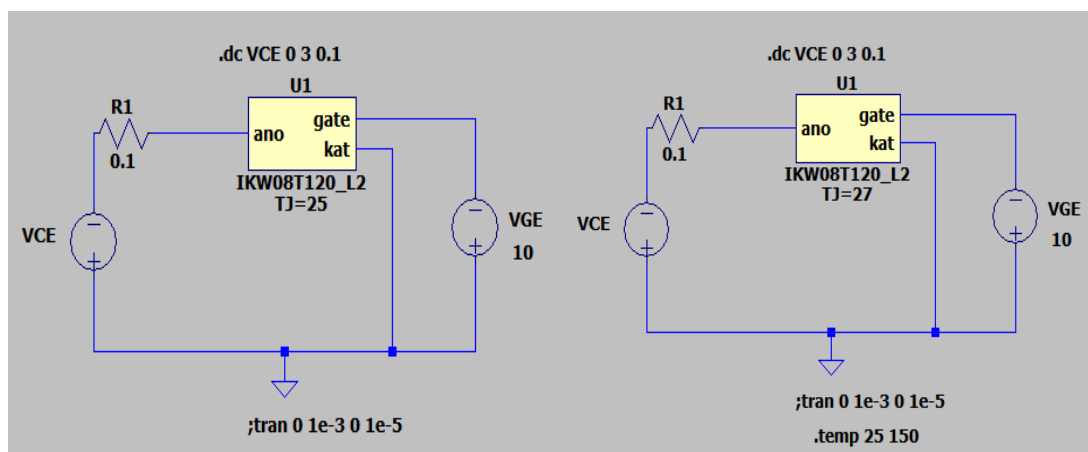 .dc VCE 0 3 0.1
U1
R1
0.1
ano
gate
kat
IKW08T120_L2
TJ=25
VCE
VGE
10
;tran 0 1e-3 0 1e-5
.dc VCE 0 3 0.1
U1
R1
0.1
ano
gate
kat
IKW08T120_L2
TJ=27
VCE
VGE
10
;tran 0 1e-3 0 1e-5
.temp 25 150